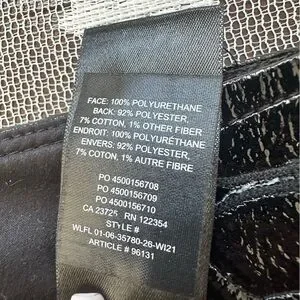 FACE: 100% POLYURETHANE
BACK: 92% POLYESTER,
7% COTTON, 1% OTHER FIBER
ENDROIT: 100% POLYURETHANE
ENVERS: 92% POLYESTER,
7% COTON, 1% AUTRE FIBRE
PO 4500156708
PO 4500156709
PO 4500156710
CA 23725 RN 122354
STYLE #
WLFL 01-06-35780-26-WI21
ARTICLE # 96131